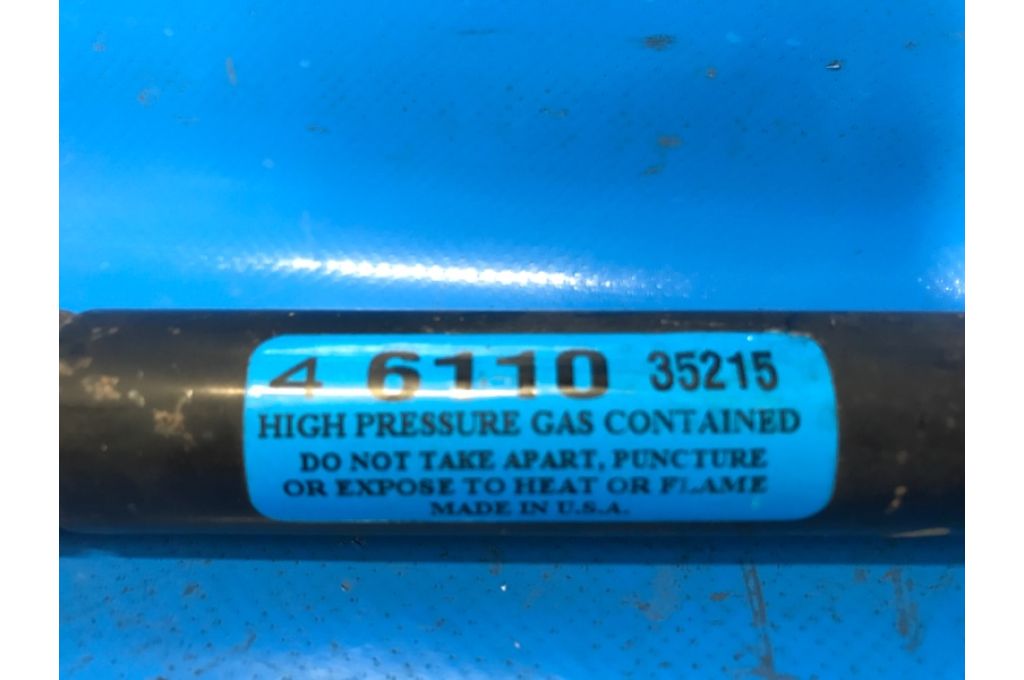 4 6110 35215
HIGH PRESSURE GAS CONTAINED
DO NOT TAKE APART, PUNCTURE
OR EXPOSE TO HEAT OR FLAME
MADE IN U.S.A.